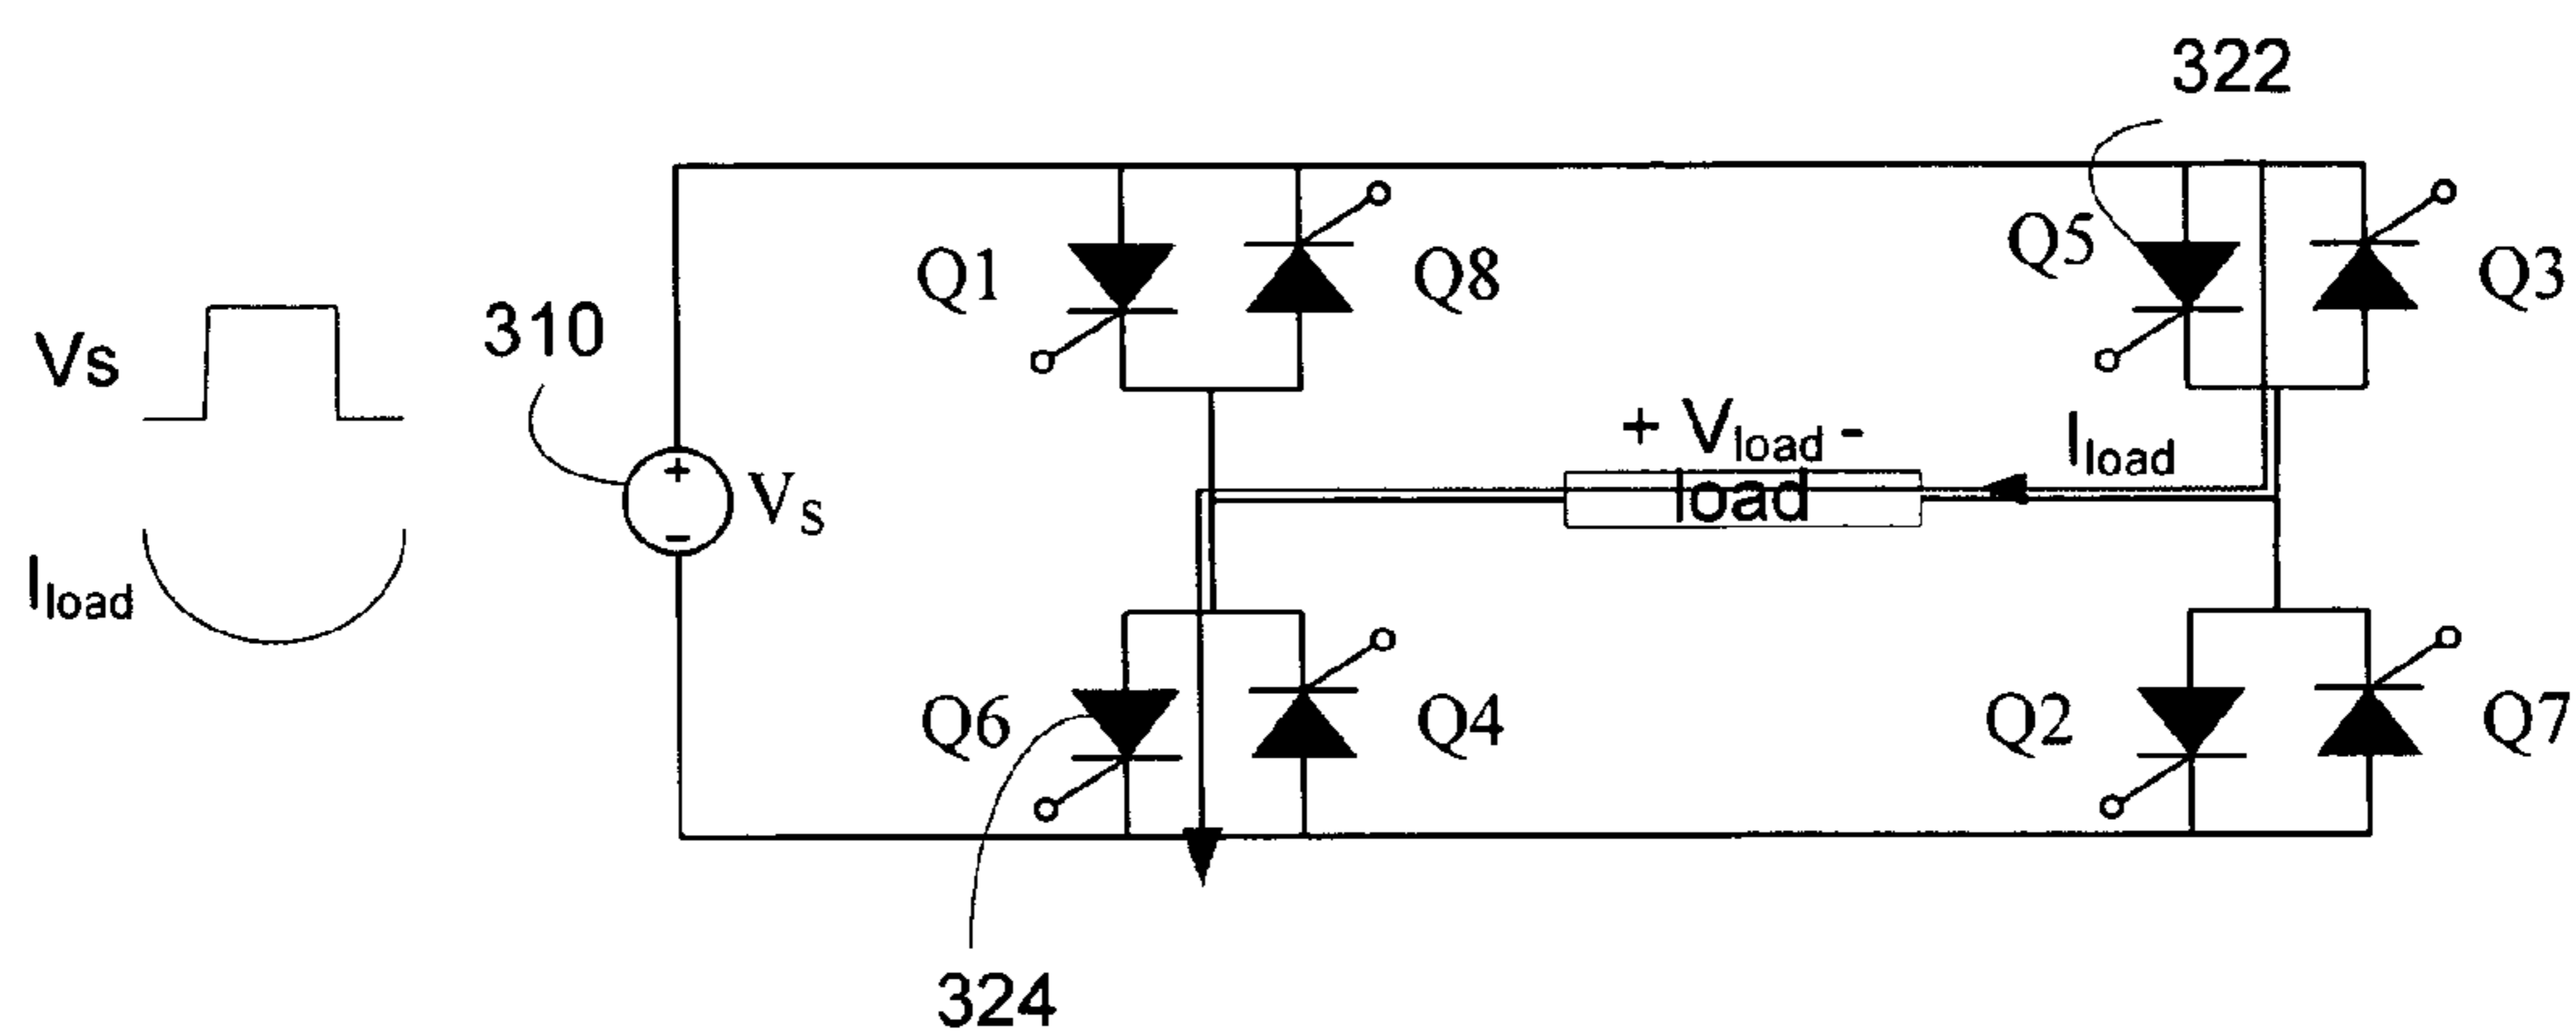 322
Q1
Q8
Q5
Q3
Vs
310
+
-
VS
+ Vload -
Iload
load
Iload
Q6
Q4
Q2
Q7
324